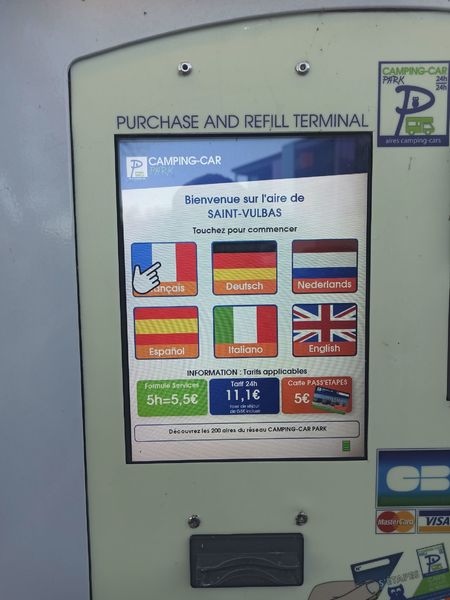 CAMPING-CAR
PARK
24h/
24h
P
aires camping-cars
PURCHASE AND REFILL TERMINAL
CAMPING-CAR
PARK
Bienvenue sur l'aire de
SAINT-VULBAS
Touchez pour commencer
nçais
Deutsch
Nederlands
Español
Italiano
English
INFORMATION : Tarifs applicables
Formule Services
5h=5,5€
Tarif 24h
11,1€
Carte PASS'ETAPES
5€
Découvrez les 200 aires du réseau CAMPING-CAR PARK
CB
MasterCard
VISA
S'ETAPES